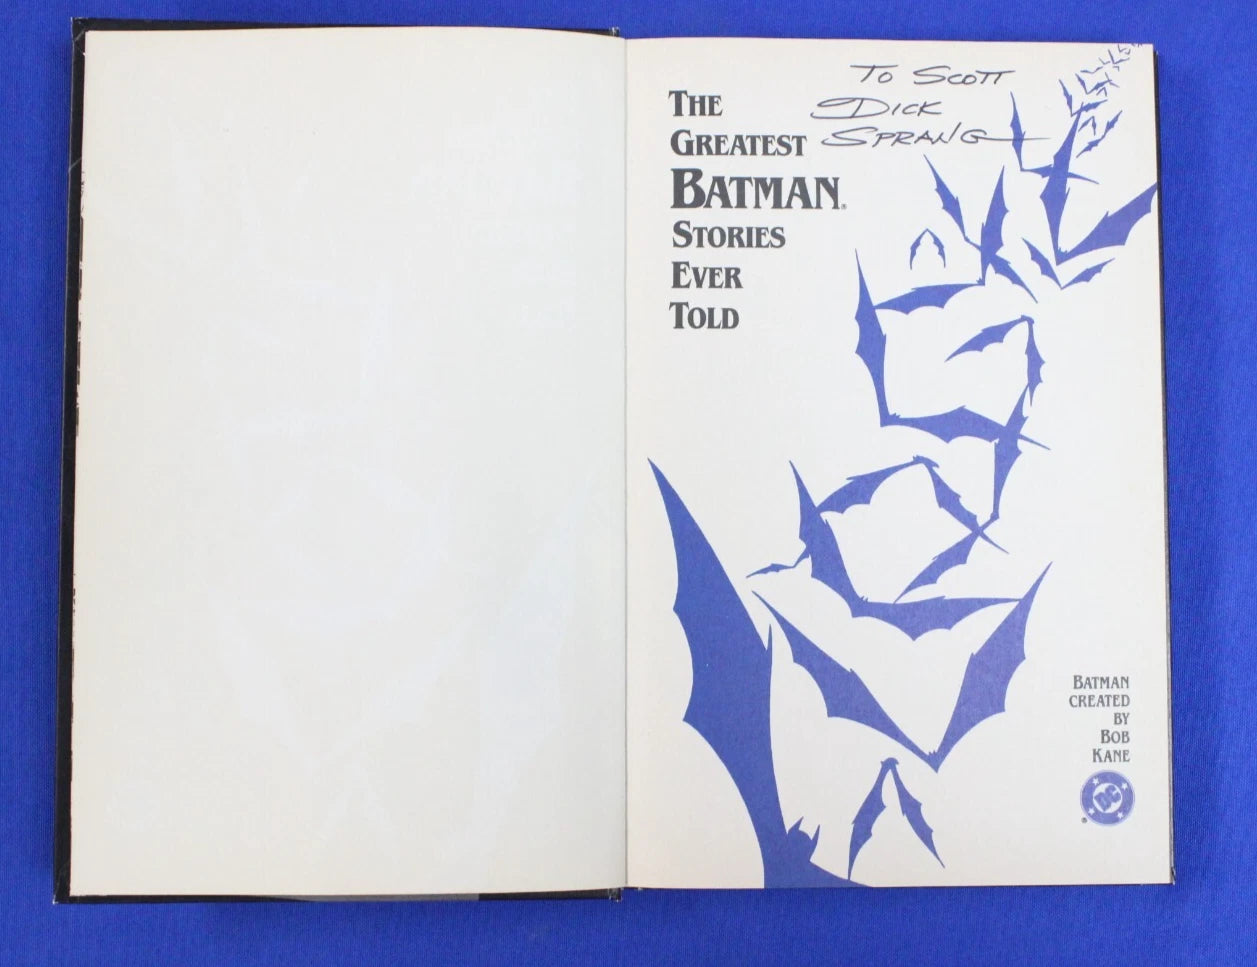 To Scott
Dick
Sprang
The
Greatest
Batman®
Stories
Ever
Told
Batman
created
by
Bob
Kane
DC®